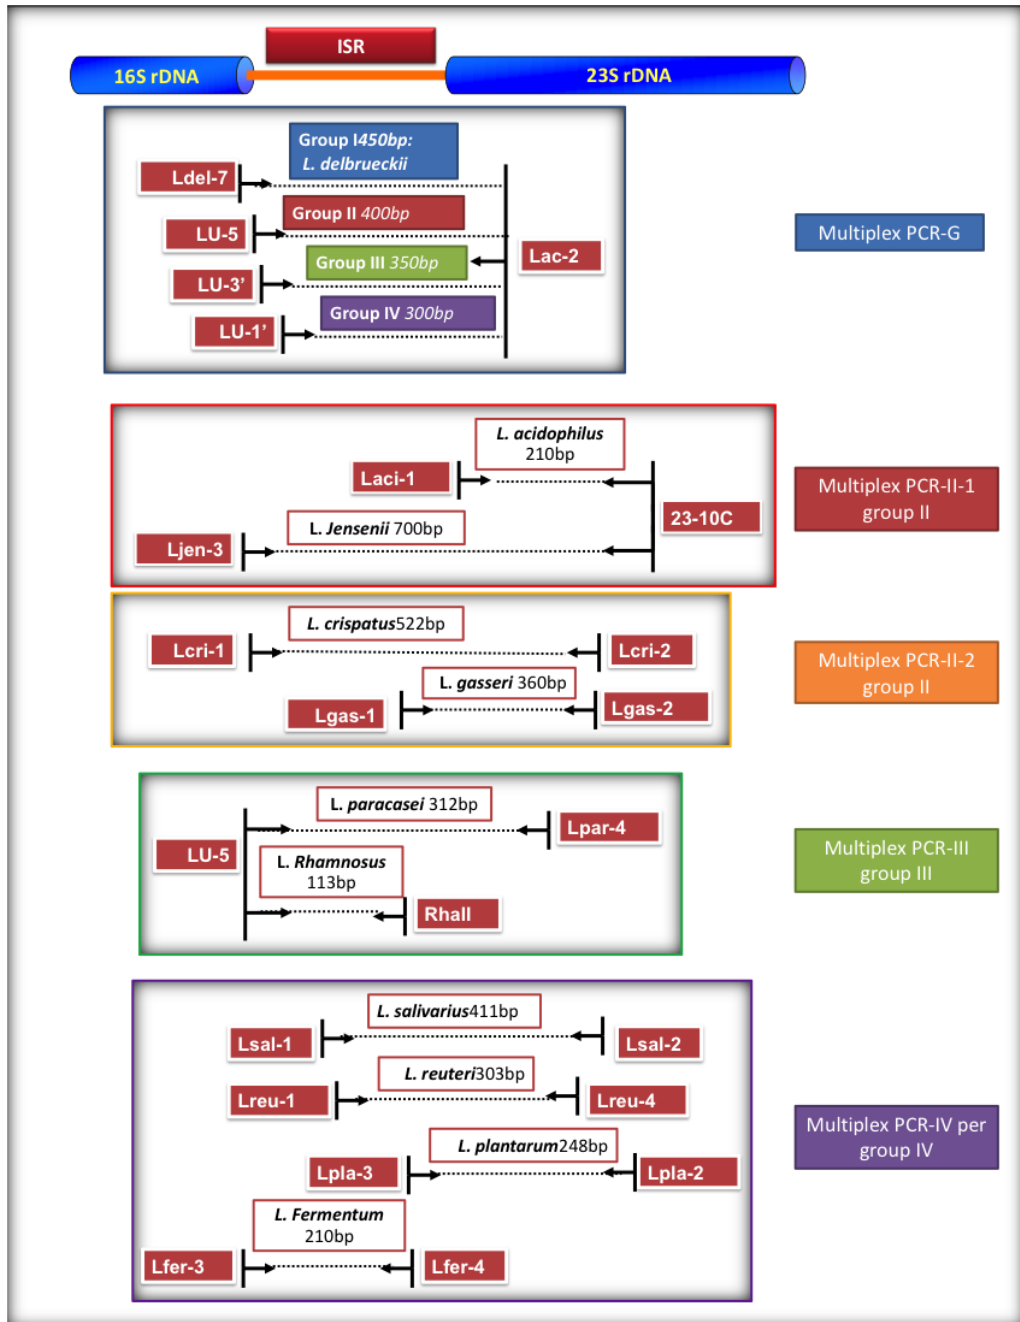 ISR
16S rDNA
23S rDNA
Group I450bp:
L. delbrueckii
Ldel-7
Group II 400bp
LU-5
Multiplex PCR-G
Group III 350bp
Lac-2
LU-3’
Group IV 300bp
LU-1’
L. acidophilus
210bp
Laci-1
Multiplex PCR-II-1
group II
23-10C
L. Jensenii 700bp
Ljen-3
L. crispatus522bp
Lcri-1
Lcri-2
Multiplex PCR-II-2
group II
L. gasseri 360bp
Lgas-1
Lgas-2
L. paracasei 312bp
Lpar-4
LU-5
L. Rhamnosus
113bp
Multiplex PCR-III
group III
Rhall
L. salivarius411bp
Lsal-1
Lsal-2
L. reuteri303bp
Lreu-1
Lreu-4
Multiplex PCR-IV per
group IV
L. plantarum248bp
Lpla-3
Lpla-2
L. Fermentum
210bp
Lfer-3
Lfer-4